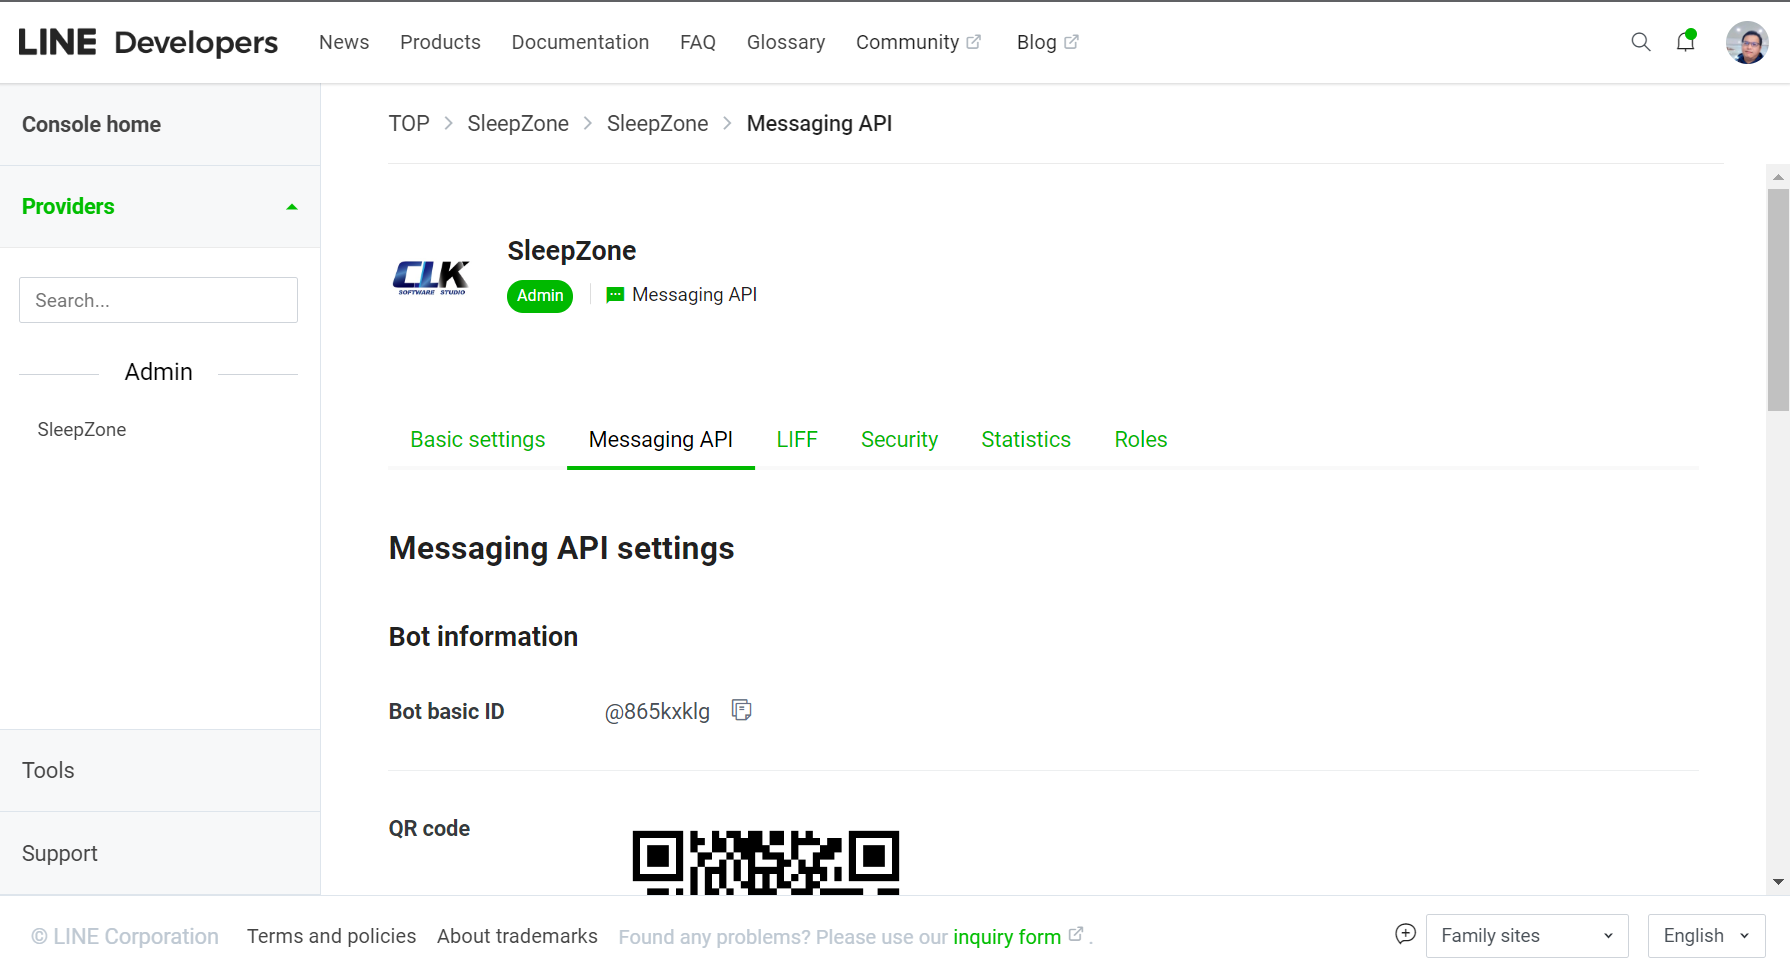 LINE Developers News Products Documentation FAQ Glossary Community Blog
Console home
Providers
Search...
Admin
SleepZone
Tools
Support
TOP > SleepZone > SleepZone > Messaging API
CLK
SOFTWARE STUDIO
SleepZone
Admin Messaging API
Basic settings Messaging API LIFF Security Statistics Roles
Messaging API settings
Bot information
Bot basic ID @865kxklg
QR code
© LINE Corporation Terms and policies About trademarks Found any problems? Please use our inquiry form . Family sites English